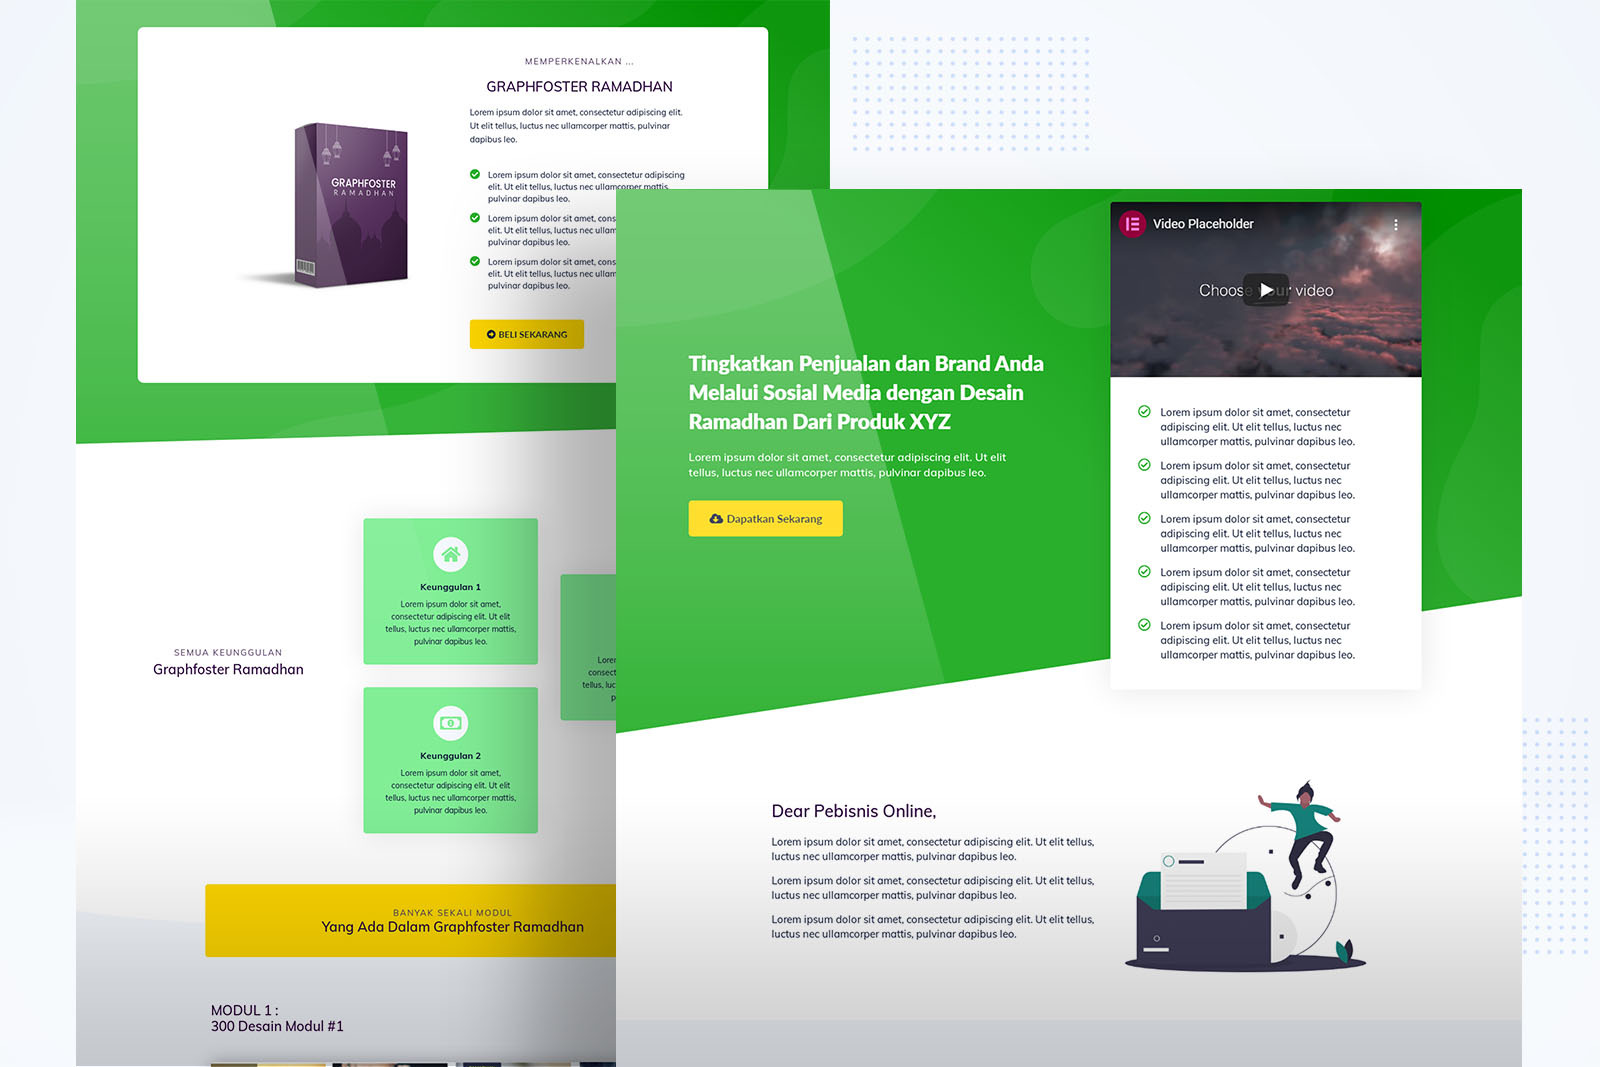 MEMPERKENALKAN ...
GRAPHFOSTER RAMADHAN
Lorem ipsum dolor sit amet, consectetur adipiscing elit.
Ut elit tellus, luctus nec ullamcorper mattis, pulvinar
dapibus leo.
GRAPHFOSTER
RAMADHAN
Lorem ipsum dolor sit amet, consectetur adipiscing
elit. Ut elit tellus, luctus nec ullamcorper mattis,
pulvinar dapibus leo.
Lorem ipsum dolor sit amet, cons
elit. Ut elit tellus, luctus nec ullam
pulvinar dapibus leo.
Lorem ipsum dolor sit amet, cons
elit. Ut elit tellus, luctus nec ullam
pulvinar dapibus leo.
BELI SEKARANG
Keunggulan 1
Lorem ipsum dolor sit amet,
consectetur adipiscing elit. Ut elit
tellus, luctus nec ullamcorper mattis,
pulvinar dapibus leo.
SEMUA KEUNGGULAN
Graphfoster Ramadhan
Lorer
consect
tellus, luc
p
Keunggulan 2
Lorem ipsum dolor sit amet,
consectetur adipiscing elit. Ut elit
tellus, luctus nec ullamcorper mattis,
pulvinar dapibus leo.
BANYAK SEKALI MODUL
Yang Ada Dalam Graphfoster Ramadhan
MODUL 1 :
300 Desain Modul #1
Video Placeholder
Choose your video
Tingkatkan Penjualan dan Brand Anda
Melalui Sosial Media dengan Desain
Ramadhan Dari Produk XYZ
Lorem ipsum dolor sit amet, consectetur adipiscing elit. Ut elit
tellus, luctus nec ullamcorper mattis, pulvinar dapibus leo.
Dapatkan Sekarang
Lorem ipsum dolor sit amet, consectetur
adipiscing elit. Ut elit tellus, luctus nec
ullamcorper mattis, pulvinar dapibus leo.
Lorem ipsum dolor sit amet, consectetur
adipiscing elit. Ut elit tellus, luctus nec
ullamcorper mattis, pulvinar dapibus leo.
Lorem ipsum dolor sit amet, consectetur
adipiscing elit. Ut elit tellus, luctus nec
ullamcorper mattis, pulvinar dapibus leo.
Lorem ipsum dolor sit amet, consectetur
adipiscing elit. Ut elit tellus, luctus nec
ullamcorper mattis, pulvinar dapibus leo.
Lorem ipsum dolor sit amet, consectetur
adipiscing elit. Ut elit tellus, luctus nec
ullamcorper mattis, pulvinar dapibus leo.
Dear Pebisnis Online,
Lorem ipsum dolor sit amet, consectetur adipiscing elit. Ut elit tellus,
luctus nec ullamcorper mattis, pulvinar dapibus leo.
Lorem ipsum dolor sit amet, consectetur adipiscing elit. Ut elit tellus,
luctus nec ullamcorper mattis, pulvinar dapibus leo.
Lorem ipsum dolor sit amet, consectetur adipiscing elit. Ut elit tellus,
luctus nec ullamcorper mattis, pulvinar dapibus leo.